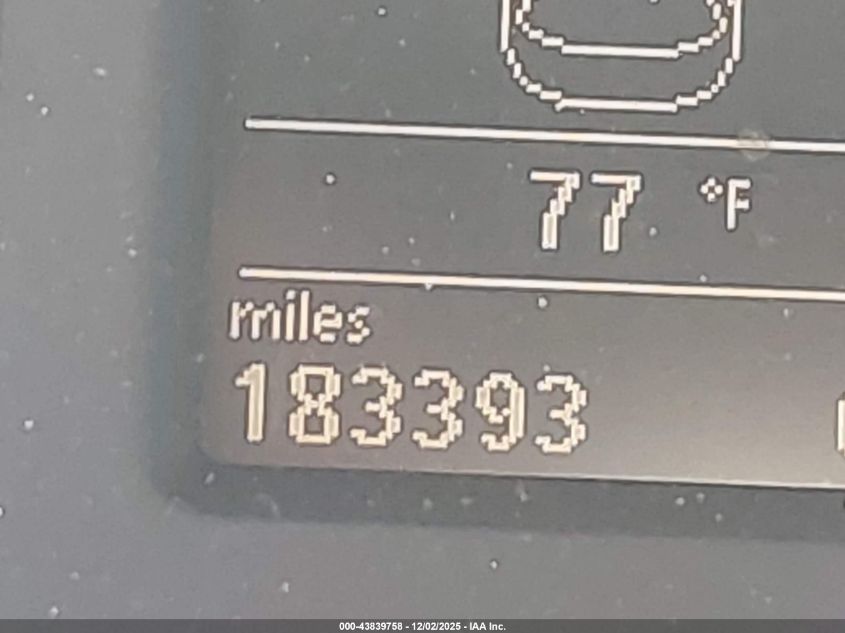 77 °F
miles
183393
000-43839758 - 12/02/2025 - IAA Inc.